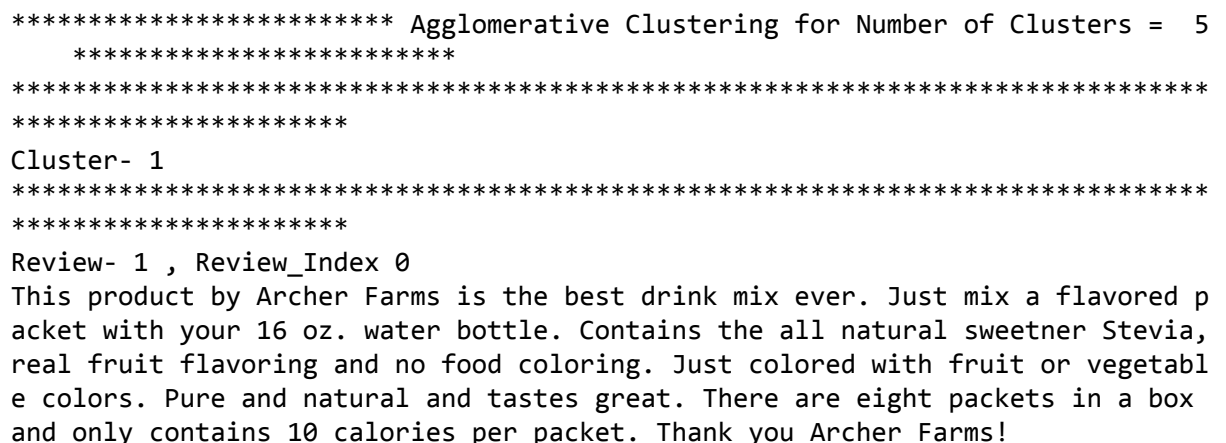 ************************* Agglomerative Clustering for Number of Clusters =  5
    *************************
******************************************************************************
**********************
Cluster- 1
******************************************************************************
**********************
Review- 1 , Review_Index 0
This product by Archer Farms is the best drink mix ever. Just mix a flavored p
acket with your 16 oz. water bottle. Contains the all natural sweetner Stevia,
real fruit flavoring and no food coloring. Just colored with fruit or vegetabl
e colors. Pure and natural and tastes great. There are eight packets in a box
and only contains 10 calories per packet. Thank you Archer Farms!